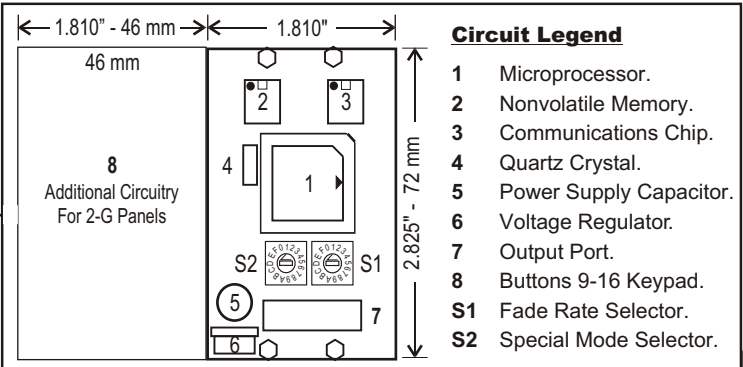 1.810” - 46 mm
1.810"
46 mm
8
Additional Circuitry
For 2-G Panels
2
3
4
1
2.825" - 72 mm
S2
S1
5
7
6
Circuit Legend
1 Microprocessor.
2 Nonvolatile Memory.
3 Communications Chip.
4 Quartz Crystal.
5 Power Supply Capacitor.
6 Voltage Regulator.
7 Output Port.
8 Buttons 9-16 Keypad.
S1 Fade Rate Selector.
S2 Special Mode Selector.